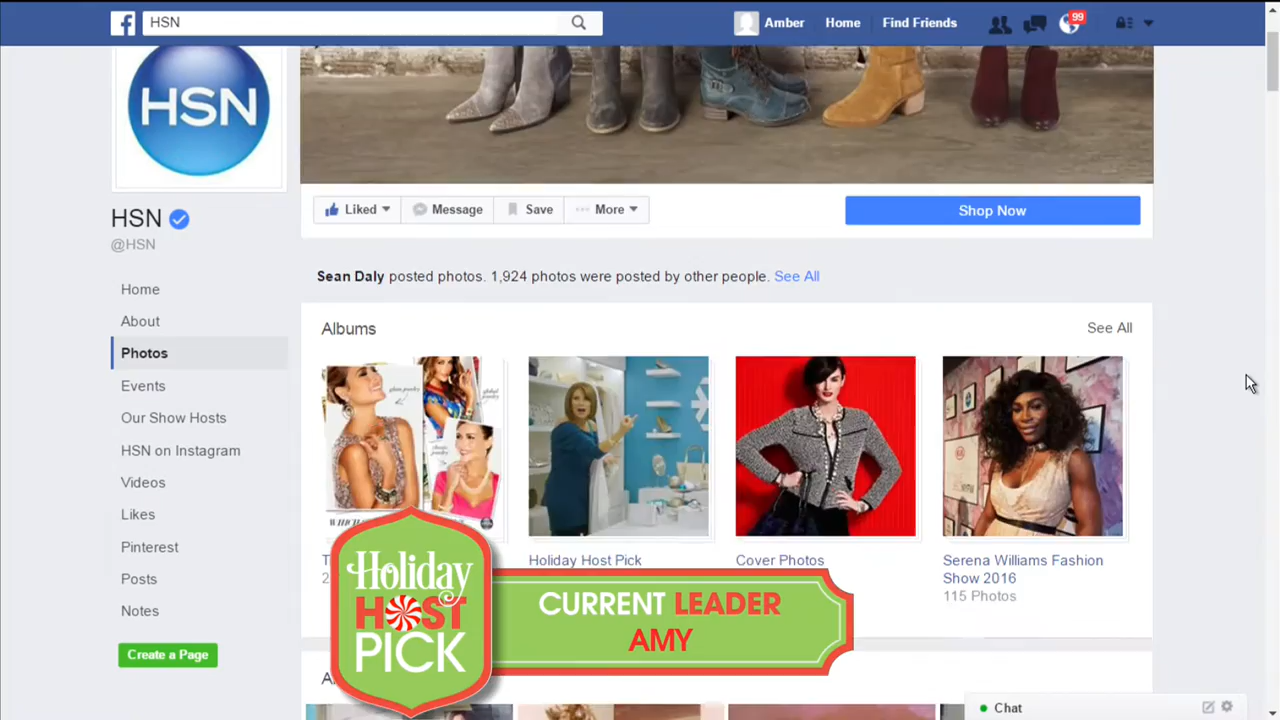 HSN
Amber
Home
Find Friends
99
HSN
HSN
@HSN
Liked
Message
Save
More
Shop Now
Sean Daly posted photos. 1,924 photos were posted by other people. See All
Home
About
Photos
Events
Our Show Hosts
HSN on Instagram
Videos
Likes
Pinterest
Posts
Notes
Create a Page
Albums
See All
Holiday Host Pick
Cover Photos
Serena Williams Fashion
Show 2016
115 Photos
Holiday
HOST
PICK
CURRENT LEADER
AMY
Chat